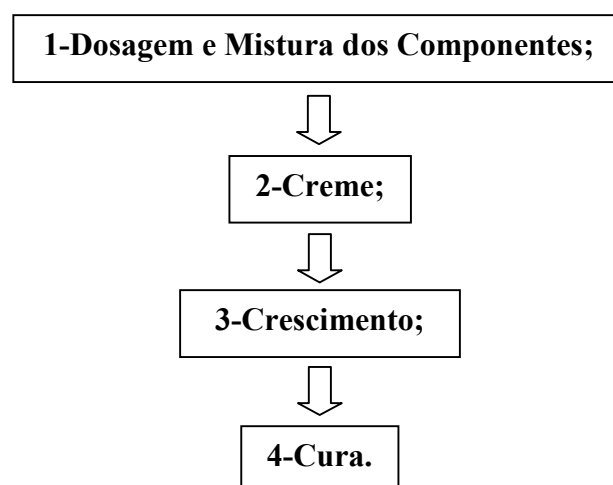 1-Dosagem e Mistura dos Componentes;
2-Creme;
3-Crescimento;
4-Cura.